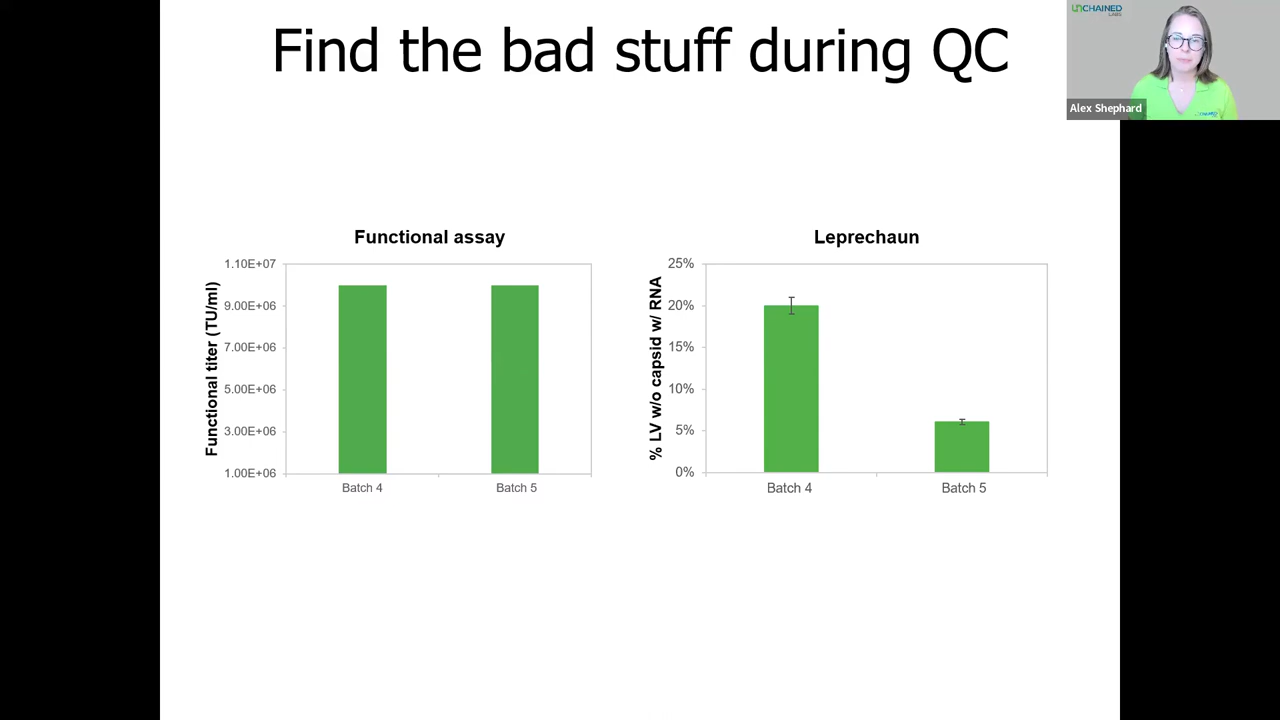 Find the bad stuff during QC
UNCHAINED
LABS
Alex Shephard
Functional assay
Functional titer (TU/ml)
1.10E+07
9.00E+06
7.00E+06
5.00E+06
3.00E+06
1.00E+06
Batch 4
Batch 5
Leprechaun
% LV w/o capsid w/ RNA
25%
20%
15%
10%
5%
0%
Batch 4
Batch 5